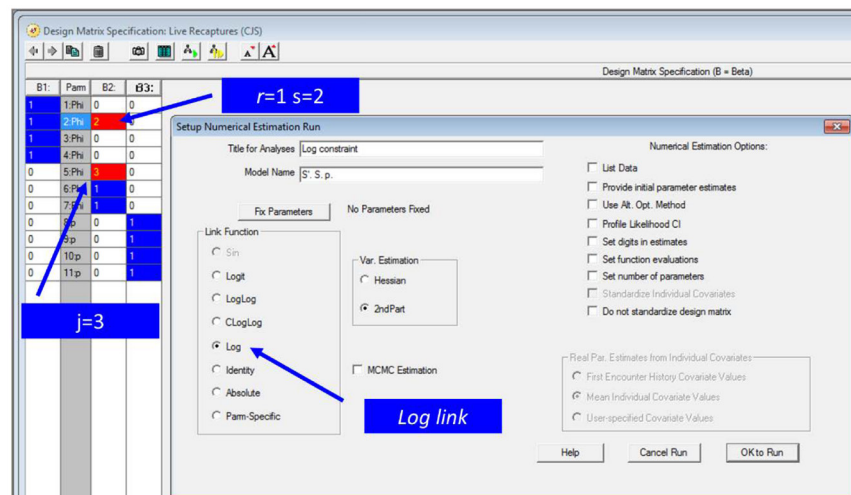 Design Matrix Specification: Live Recaptures (CJS)
Design Matrix Specification (B = Beta)
B1: Parm B2: B3:
1 1:Phi 0 0
1 2:Phi 2 0
1 3:Phi 0 0
1 4:Phi 0 0
0 5:Phi 3 0
0 6:Phi 1 0
0 7:Phi 1 0
0 8:p 0 1
0 9:p 0 1
0 10:p 0 1
0 11:p 0 1
r=1 s=2
j=3
Setup Numerical Estimation Run
Title for Analyses Log constraint
Model Name S'. S. p.
Fix Parameters No Parameters Fixed
Link Function
Sin
Logit
LogLog
CLogLog
Log
Identity
Absolute
Parm-Specific
Var. Estimation
Hessian
2ndPart
MCMC Estimation
Log link
Numerical Estimation Options:
List Data
Provide initial parameter estimates
Use Alt. Opt. Method
Profile Likelihood CI
Set digits in estimates
Set function evaluations
Set number of parameters
Standardize Individual Covariates
Do not standardize design matrix
Real Par. Estimates from Individual Covariates
First Encounter History Covariate Values
Mean Individual Covariate Values
User-specified Covariate Values
Help Cancel Run OK to Run